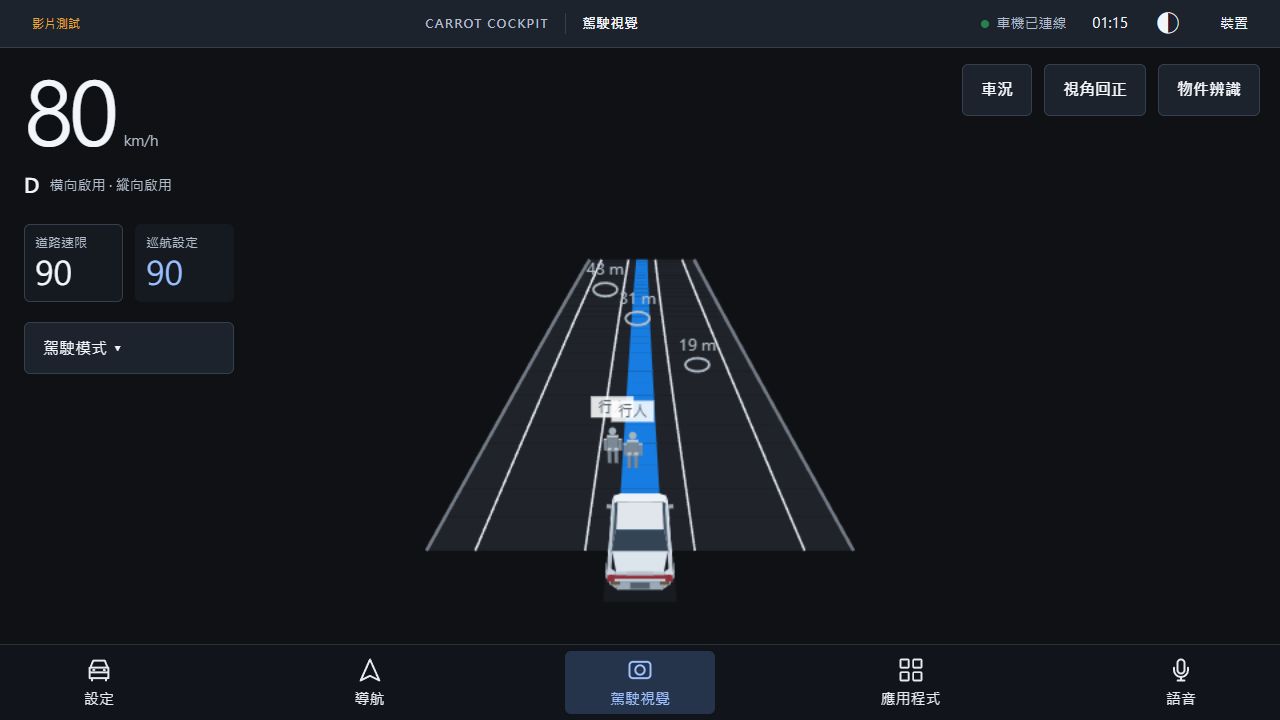 影片測試
CARROT COCKPIT
駕駛視覺
車機已連線
01:15
裝置
80 km/h
D 橫向啟用 · 縱向啟用
道路速限
90
巡航設定
90
駕駛模式 ▾
車況
視角回正
物件辨識
48 m
31 m
19 m
行
行人
設定
導航
駕駛視覺
應用程式
語音